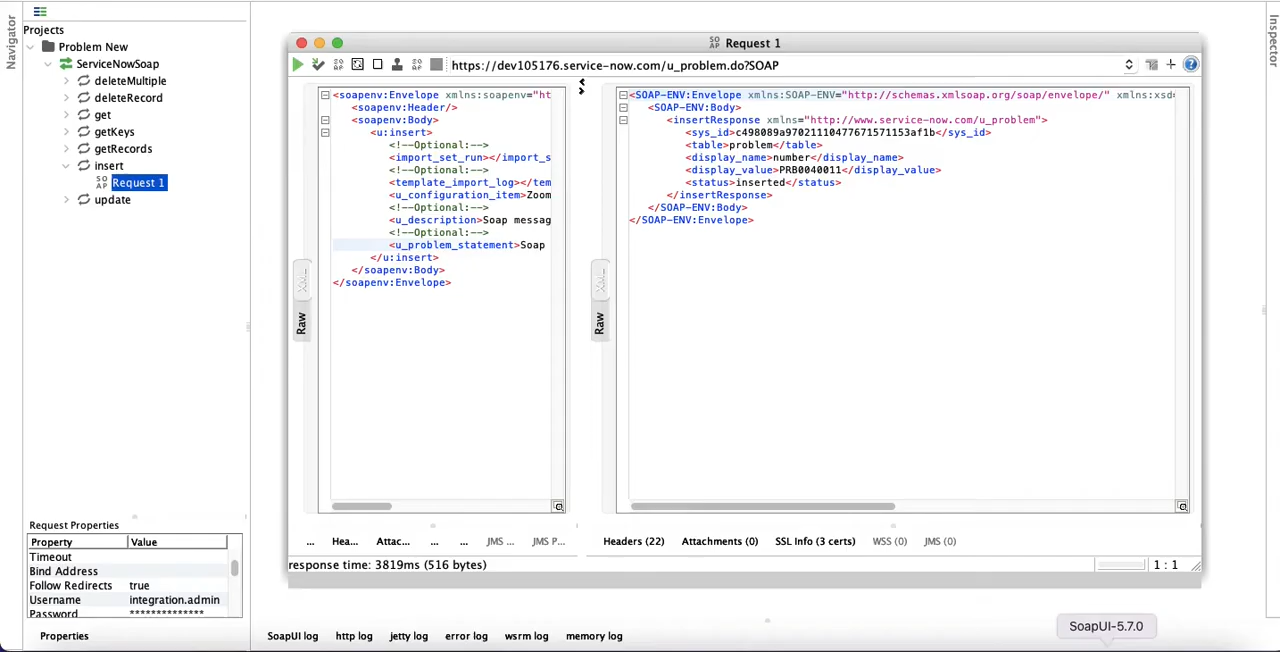 Navigator
Projects
Problem New
ServiceNowSoap
deleteMultiple
deleteRecord
get
getKeys
getRecords
insert
SO
AP
Request 1
update
Request Properties
Property Value
Timeout
Bind Address
Follow Redirects true
Username integration.admin
Password **************
Properties
SO
AP
Request 1
https://dev105176.service-now.com/u_problem.do?SOAP
<soapenv:Envelope xmlns:soapenv="ht
<soapenv:Header/>
<soapenv:Body>
<u:insert>
<!--Optional:-->
<import_set_run></import_s
<!--Optional:-->
<template_import_log></tem
<u_configuration_item>Zoom
<!--Optional:-->
<u_description>Soap messag
<!--Optional:-->
<u_problem_statement>Soap
</u:insert>
</soapenv:Body>
</soapenv:Envelope>
XML
Raw
... Hea... Attac... ... ... JMS ... JMS P...
XML
Raw
<SOAP-ENV:Envelope xmlns:SOAP-ENV="http://schemas.xmlsoap.org/soap/envelope/" xmlns:xsd=
<SOAP-ENV:Body>
<insertResponse xmlns="http://www.service-now.com/u_problem">
<sys_id>c498089a97021110477671571153af1b</sys_id>
<table>problem</table>
<display_name>number</display_name>
<display_value>PRB0040011</display_value>
<status>inserted</status>
</insertResponse>
</SOAP-ENV:Body>
</SOAP-ENV:Envelope>
Headers (22) Attachments (0) SSL Info (3 certs) WSS (0) JMS (0)
response time: 3819ms (516 bytes)
1 : 1
SoapUI log http log jetty log error log wsrm log memory log
SoapUI-5.7.0
Inspector